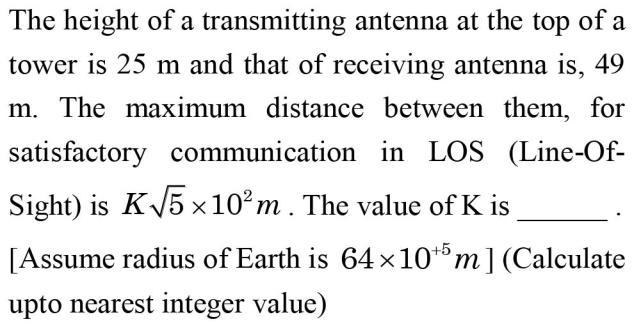 The height of a transmitting antenna at the top of a
tower is 25 m and that of receiving antenna is, 49
m. The maximum distance between them, for
satisfactory communication in LOS (Line-Of-
Sight) is K√5 × 10² m . The value of K is ______ .
[Assume radius of Earth is 64 × 10⁺⁵ m ] (Calculate
upto nearest integer value)